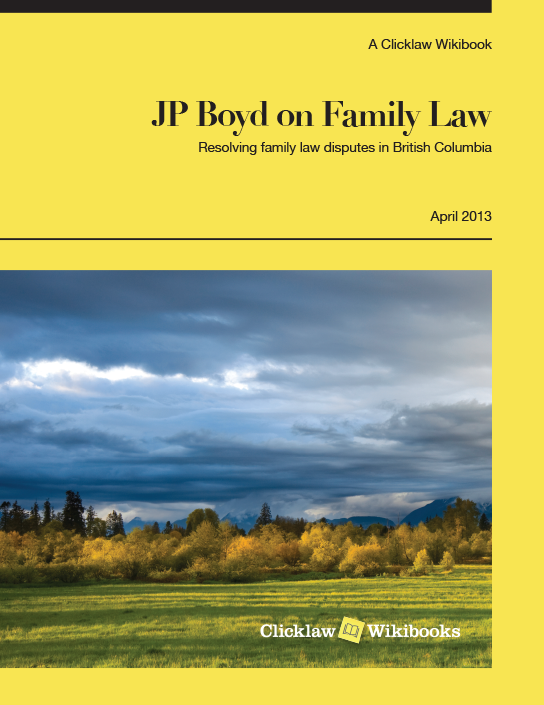 A Clicklaw Wikibook
JP Boyd on Family Law
Resolving family law disputes in British Columbia
April 2013
Clicklaw Wikibooks